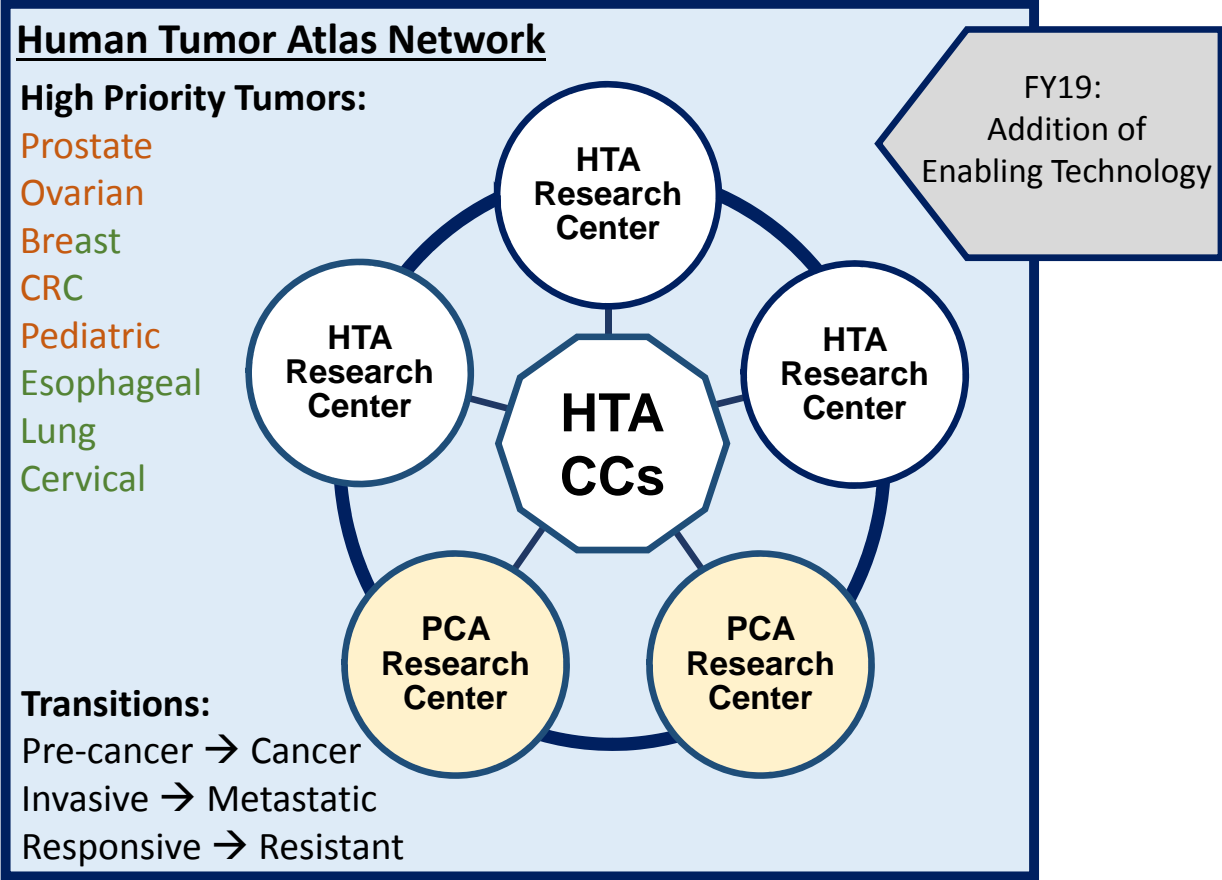 Human Tumor Atlas Network
High Priority Tumors:
Prostate
Ovarian
Breast
CRC
Pediatric
Esophageal
Lung
Cervical
FY19:
Addition of
Enabling Technology
HTA
Research
Center
HTA
Research
Center
HTA
Research
Center
HTA
CCs
PCA
Research
Center
PCA
Research
Center
Transitions:
Pre-cancer → Cancer
Invasive → Metastatic
Responsive → Resistant